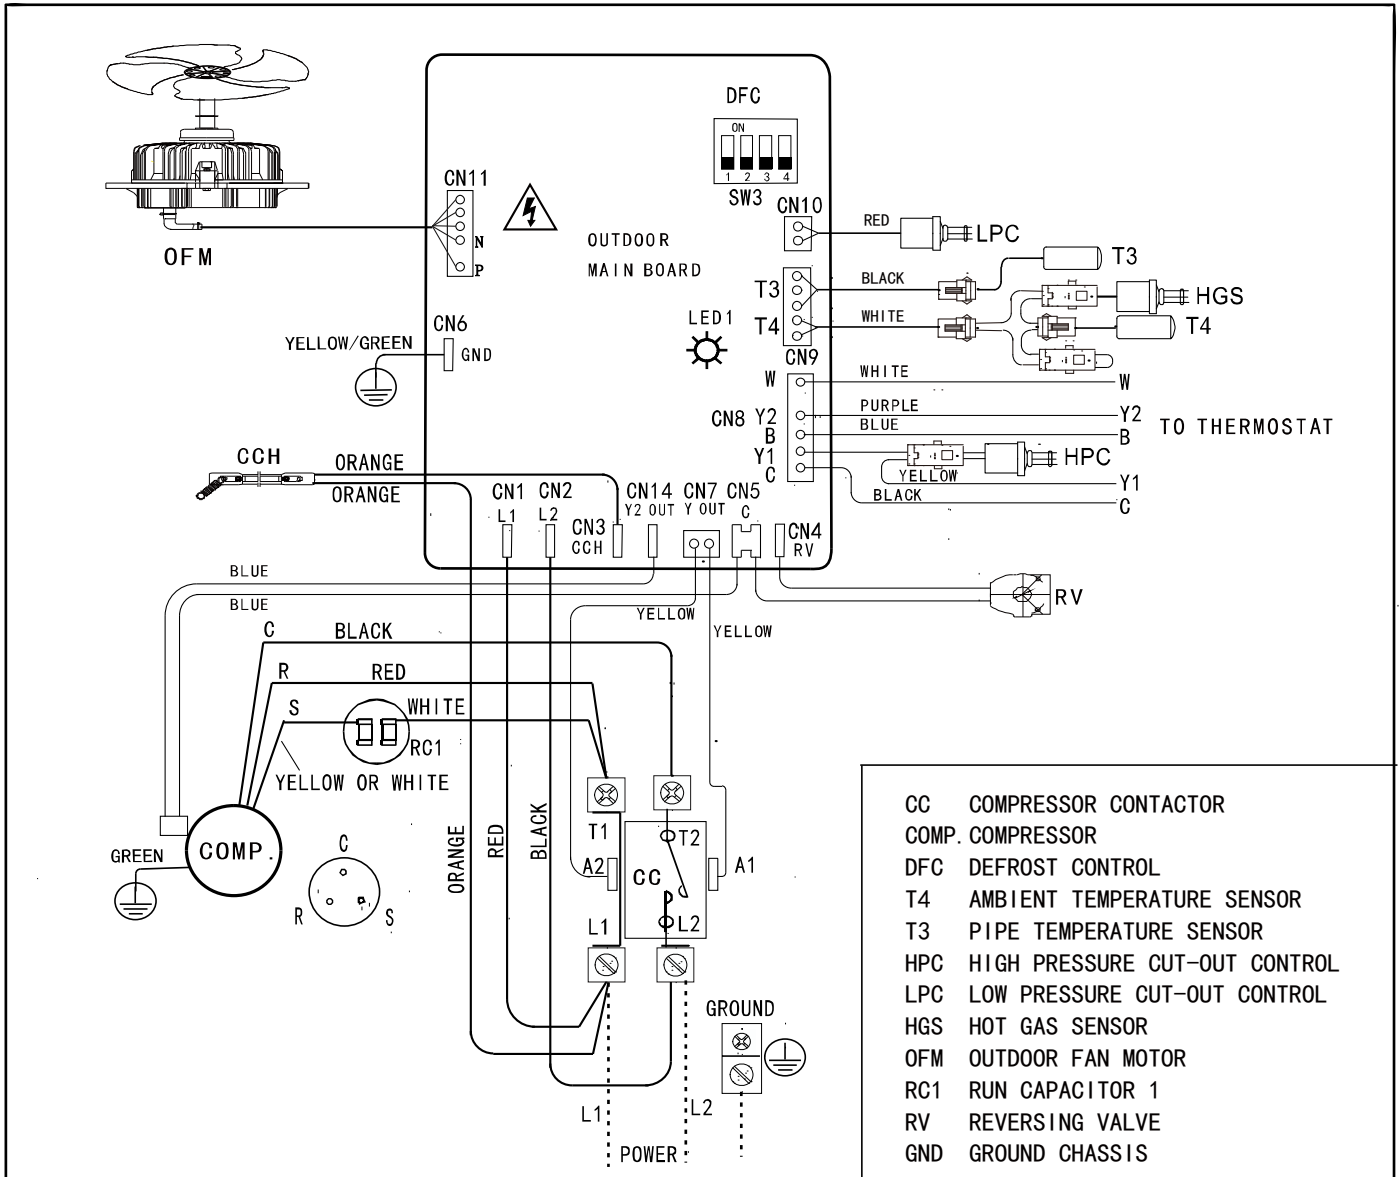 DFC
ON
1 2 3 4
SW3
CN11
N
P
OFM
OUTDOOR
MAIN BOARD
CN10
RED
LPC
T3
BLACK
T3
HGS
T4
WHITE
T4
CN9
LED1
CN6
GND
YELLOW/GREEN
W
WHITE
W
CN8
Y2
PURPLE
Y2
B
BLUE
B
TO THERMOSTAT
Y1
HPC
YELLOW
Y1
C
BLACK
C
CCH
ORANGE
ORANGE
CN1
L1
CN2
L2
CN3
CCH
CN14
Y2 OUT
CN7
Y OUT
CN5
C
CN4
RV
BLUE
BLUE
YELLOW
YELLOW
RV
C
BLACK
R
RED
S
WHITE
RC1
YELLOW OR WHITE
GREEN
COMP.
C
R
S
ORANGE
RED
BLACK
T1
T2
A2
CC
A1
L1
L2
GROUND
L1
L2
POWER
CC COMPRESSOR CONTACTOR
COMP. COMPRESSOR
DFC DEFROST CONTROL
T4 AMBIENT TEMPERATURE SENSOR
T3 PIPE TEMPERATURE SENSOR
HPC HIGH PRESSURE CUT-OUT CONTROL
LPC LOW PRESSURE CUT-OUT CONTROL
HGS HOT GAS SENSOR
OFM OUTDOOR FAN MOTOR
RC1 RUN CAPACITOR 1
RV REVERSING VALVE
GND GROUND CHASSIS